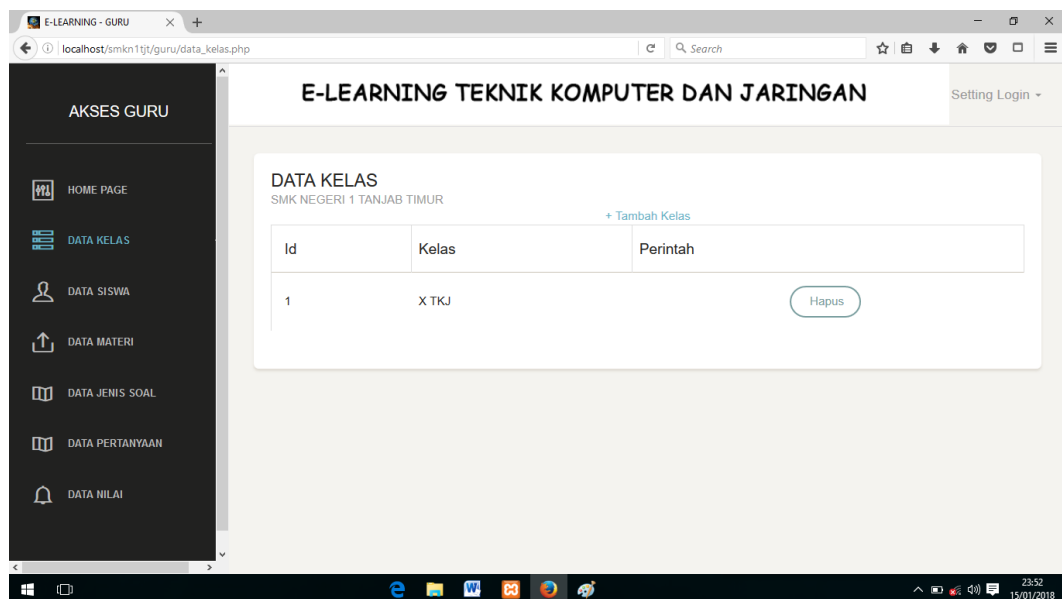 E-LEARNING - GURU
localhost/smkn1tjt/guru/data_kelas.php
Search
AKSES GURU
E-LEARNING TEKNIK KOMPUTER DAN JARINGAN
Setting Login
HOME PAGE
DATA KELAS
DATA SISWA
DATA MATERI
DATA JENIS SOAL
DATA PERTANYAAN
DATA NILAI
DATA KELAS
SMK NEGERI 1 TANJAB TIMUR
+ Tambah Kelas
Id Kelas Perintah
1 X TKJ Hapus
23:52
15/01/2018